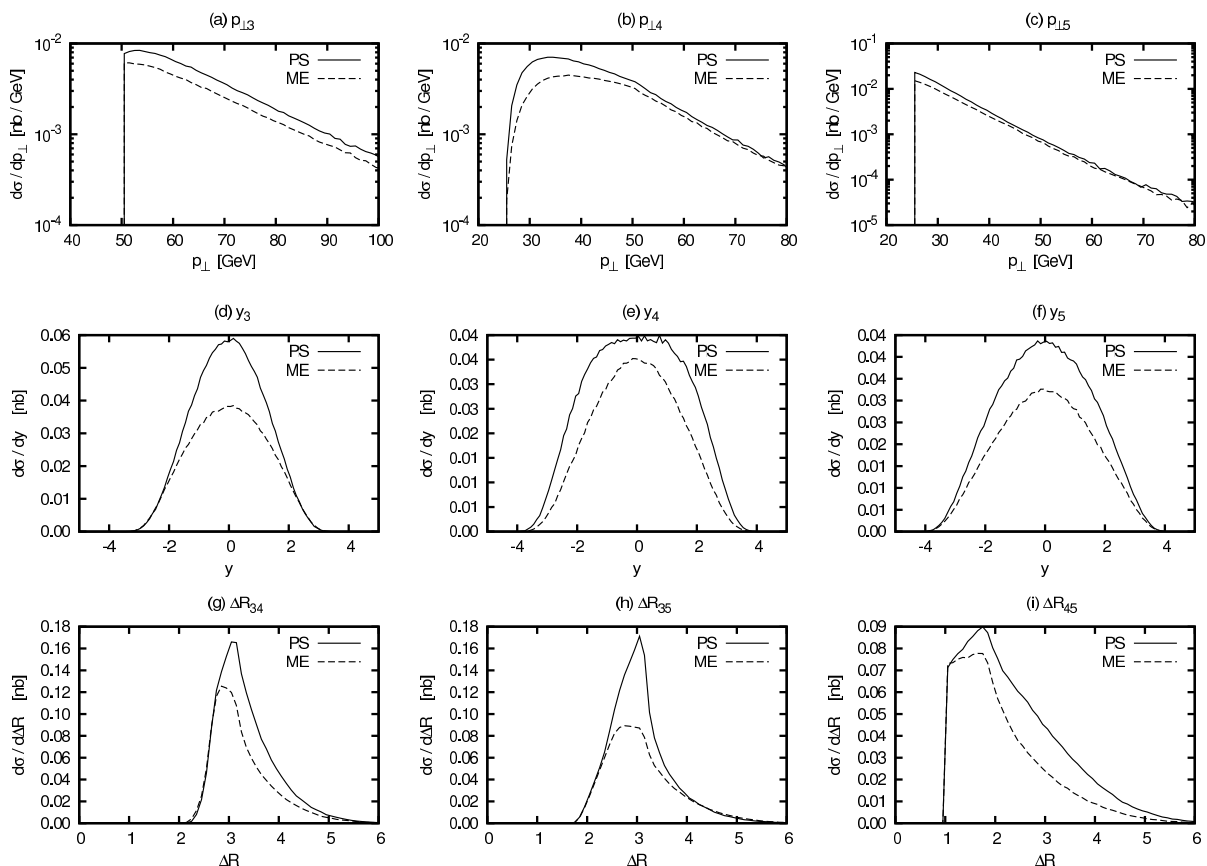 (a) p⊥3
dσ / dp⊥ [nb / GeV]
10⁻²
10⁻³
10⁻⁴
PS
ME
40 50 60 70 80 90 100
p⊥ [GeV]
(b) p⊥4
dσ / dp⊥ [nb / GeV]
10⁻²
10⁻³
10⁻⁴
PS
ME
20 30 40 50 60 70 80
p⊥ [GeV]
(c) p⊥5
dσ / dp⊥ [nb / GeV]
10⁻¹
10⁻²
10⁻³
10⁻⁴
10⁻⁵
PS
ME
20 30 40 50 60 70 80
p⊥ [GeV]
(d) y₃
dσ / dy [nb]
0.06
0.05
0.04
0.03
0.02
0.01
0.00
PS
ME
-4 -2 0 2 4
y
(e) y₄
dσ / dy [nb]
0.04
0.04
0.03
0.03
0.02
0.01
0.01
0.01
0.00
PS
ME
-4 -2 0 2 4
y
(f) y₅
dσ / dy [nb]
0.04
0.04
0.03
0.03
0.02
0.01
0.01
0.01
0.00
PS
ME
-4 -2 0 2 4
y
(g) ΔR₃₄
dσ / dΔR [nb]
0.18
0.16
0.14
0.12
0.10
0.08
0.06
0.04
0.02
0.00
PS
ME
0 1 2 3 4 5 6
ΔR
(h) ΔR₃₅
dσ / dΔR [nb]
0.18
0.16
0.14
0.12
0.10
0.08
0.06
0.04
0.02
0.00
PS
ME
0 1 2 3 4 5 6
ΔR
(i) ΔR₄₅
dσ / dΔR [nb]
0.09
0.08
0.07
0.06
0.05
0.04
0.03
0.02
0.01
0.00
PS
ME
0 1 2 3 4 5 6
ΔR